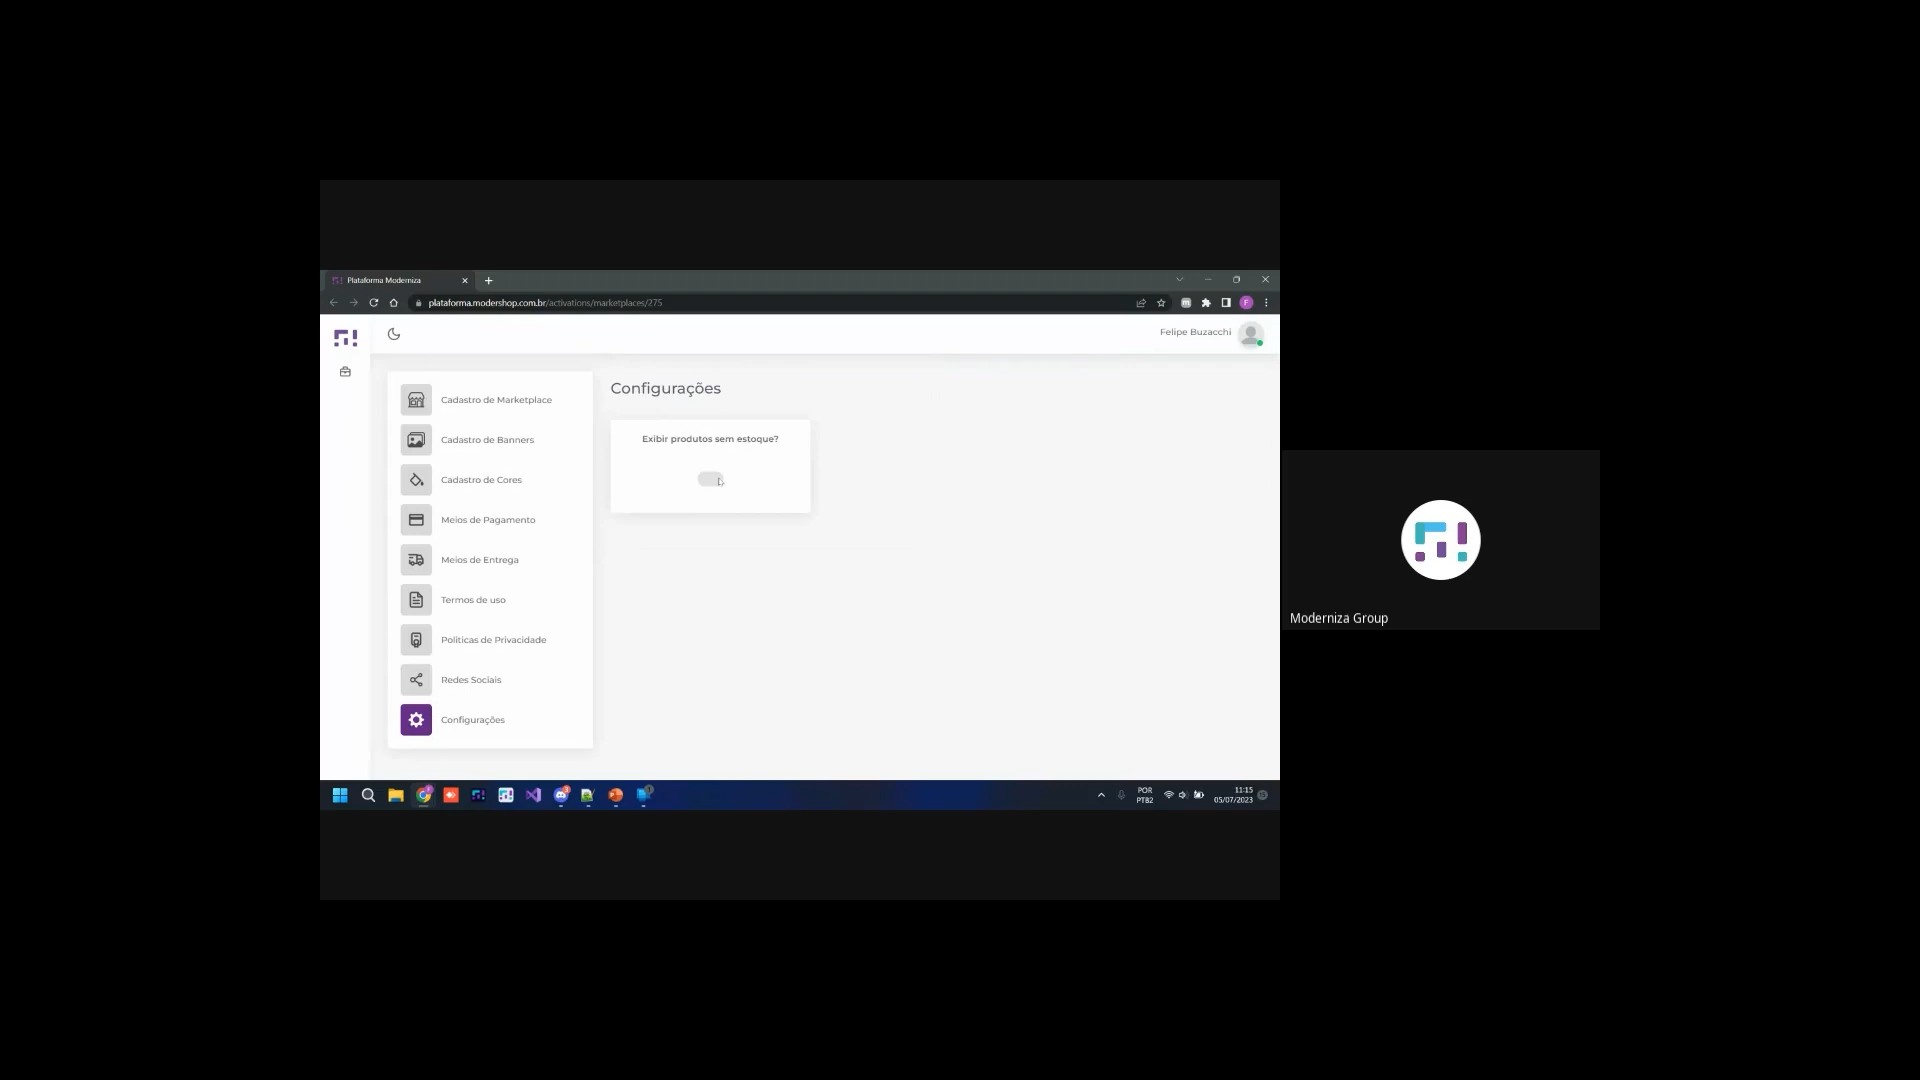 Plataforma Moderniza
plataforma.modershop.com.br/activations/marketplaces/275
F
Felipe Buzacchi
Cadastro de Marketplace
Cadastro de Banners
Cadastro de Cores
Meios de Pagamento
Meios de Entrega
Termos de uso
Politicas de Privacidade
Redes Sociais
Configurações
Configurações
Exibir produtos sem estoque?
Moderniza Group
POR
PTB2
11:15
05/07/2023